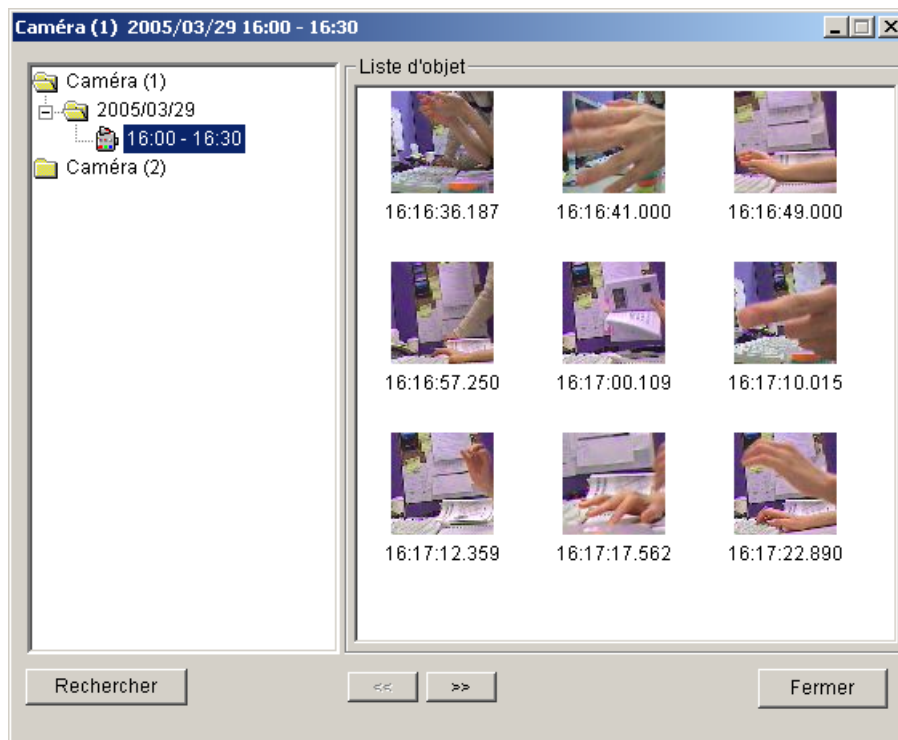 Caméra (1) 2005/03/29 16:00 - 16:30
Caméra (1)
2005/03/29
16:00 - 16:30
Caméra (2)
Liste d'objet
16:16:36.187 16:16:41.000 16:16:49.000
16:16:57.250 16:17:00.109 16:17:10.015
16:17:12.359 16:17:17.562 16:17:22.890
Rechercher << >> Fermer